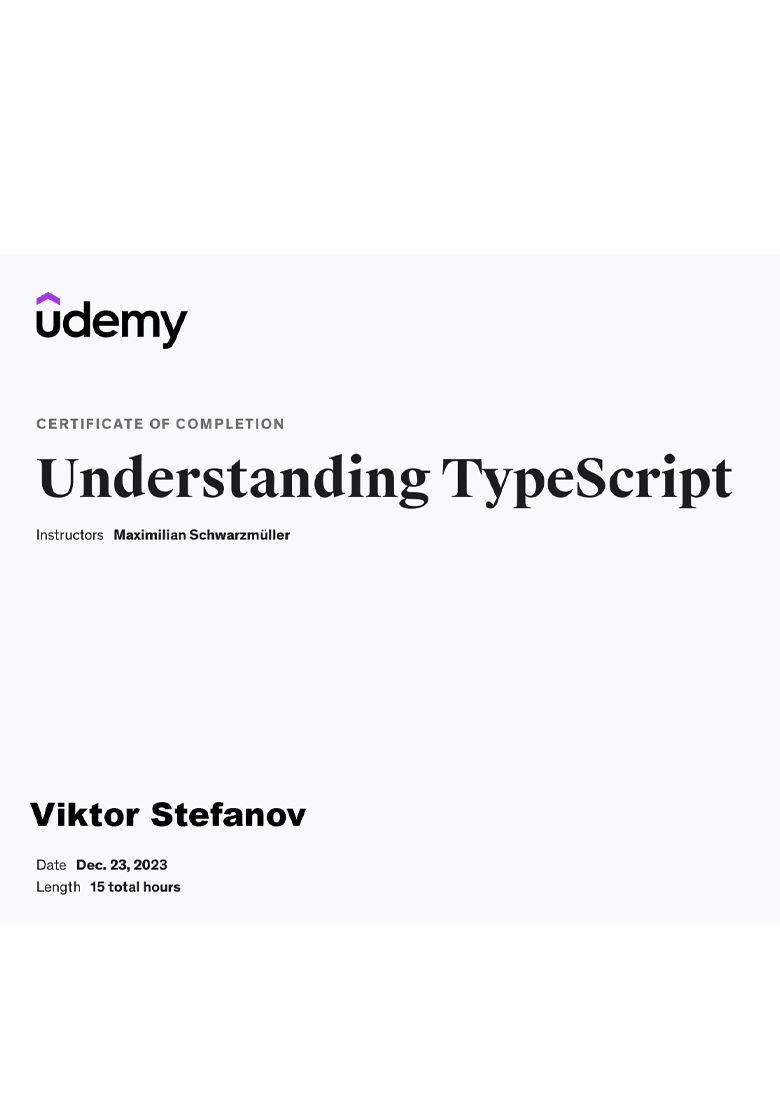 udemy
CERTIFICATE OF COMPLETION
Understanding TypeScript
Instructors Maximilian Schwarzmüller
Viktor Stefanov
Date Dec. 23, 2023
Length 15 total hours